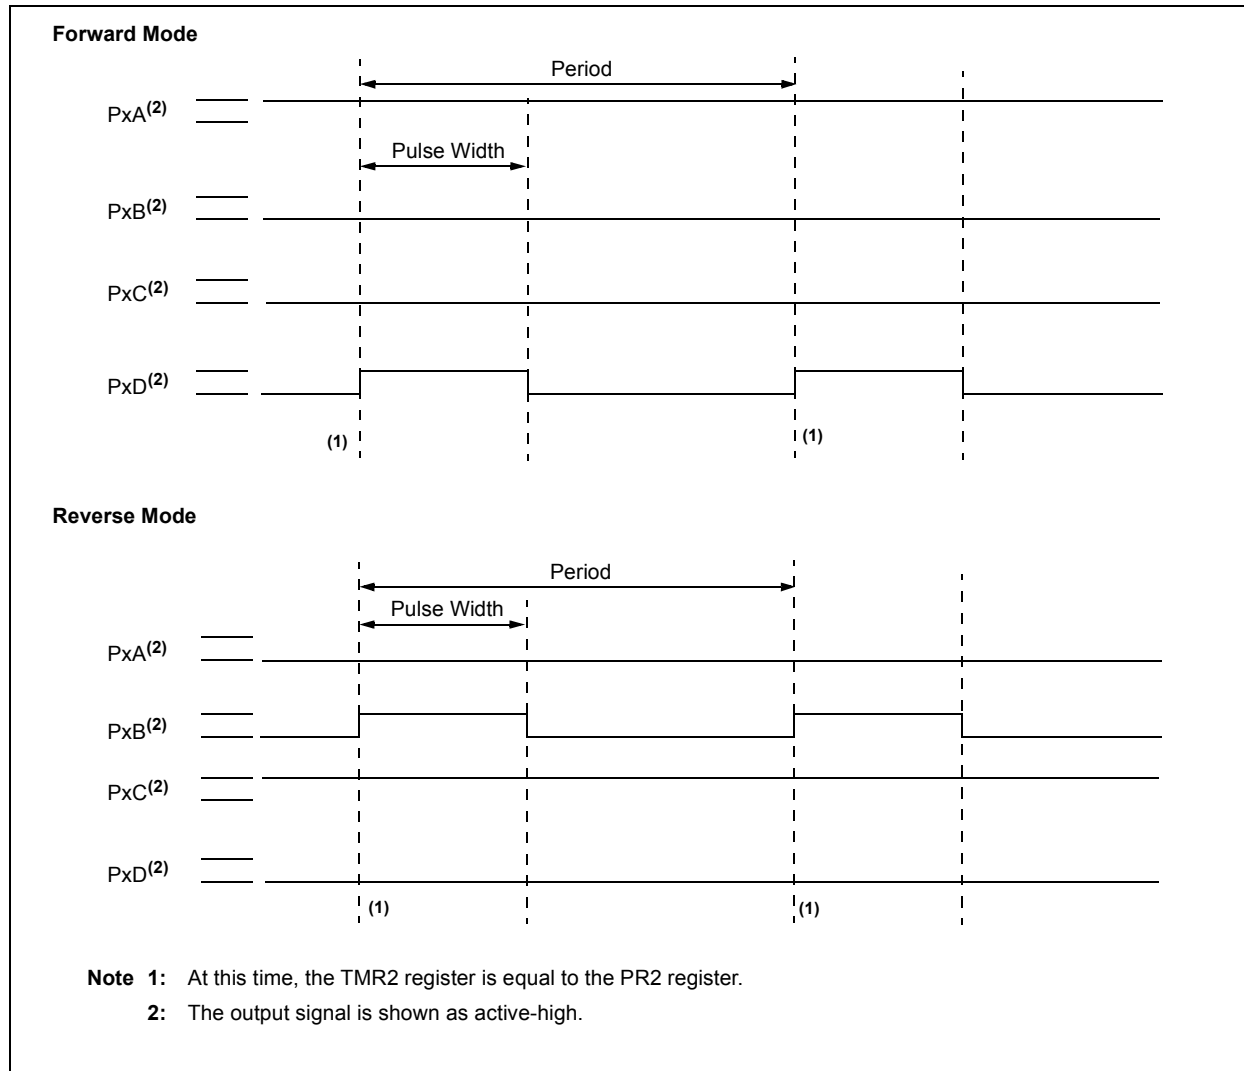 Forward Mode
Period
PxA(2)
Pulse Width
PxB(2)
PxC(2)
PxD(2)
(1)
(1)
Reverse Mode
Period
Pulse Width
PxA(2)
PxB(2)
PxC(2)
PxD(2)
(1)
(1)
Note 1: At this time, the TMR2 register is equal to the PR2 register.
2: The output signal is shown as active-high.